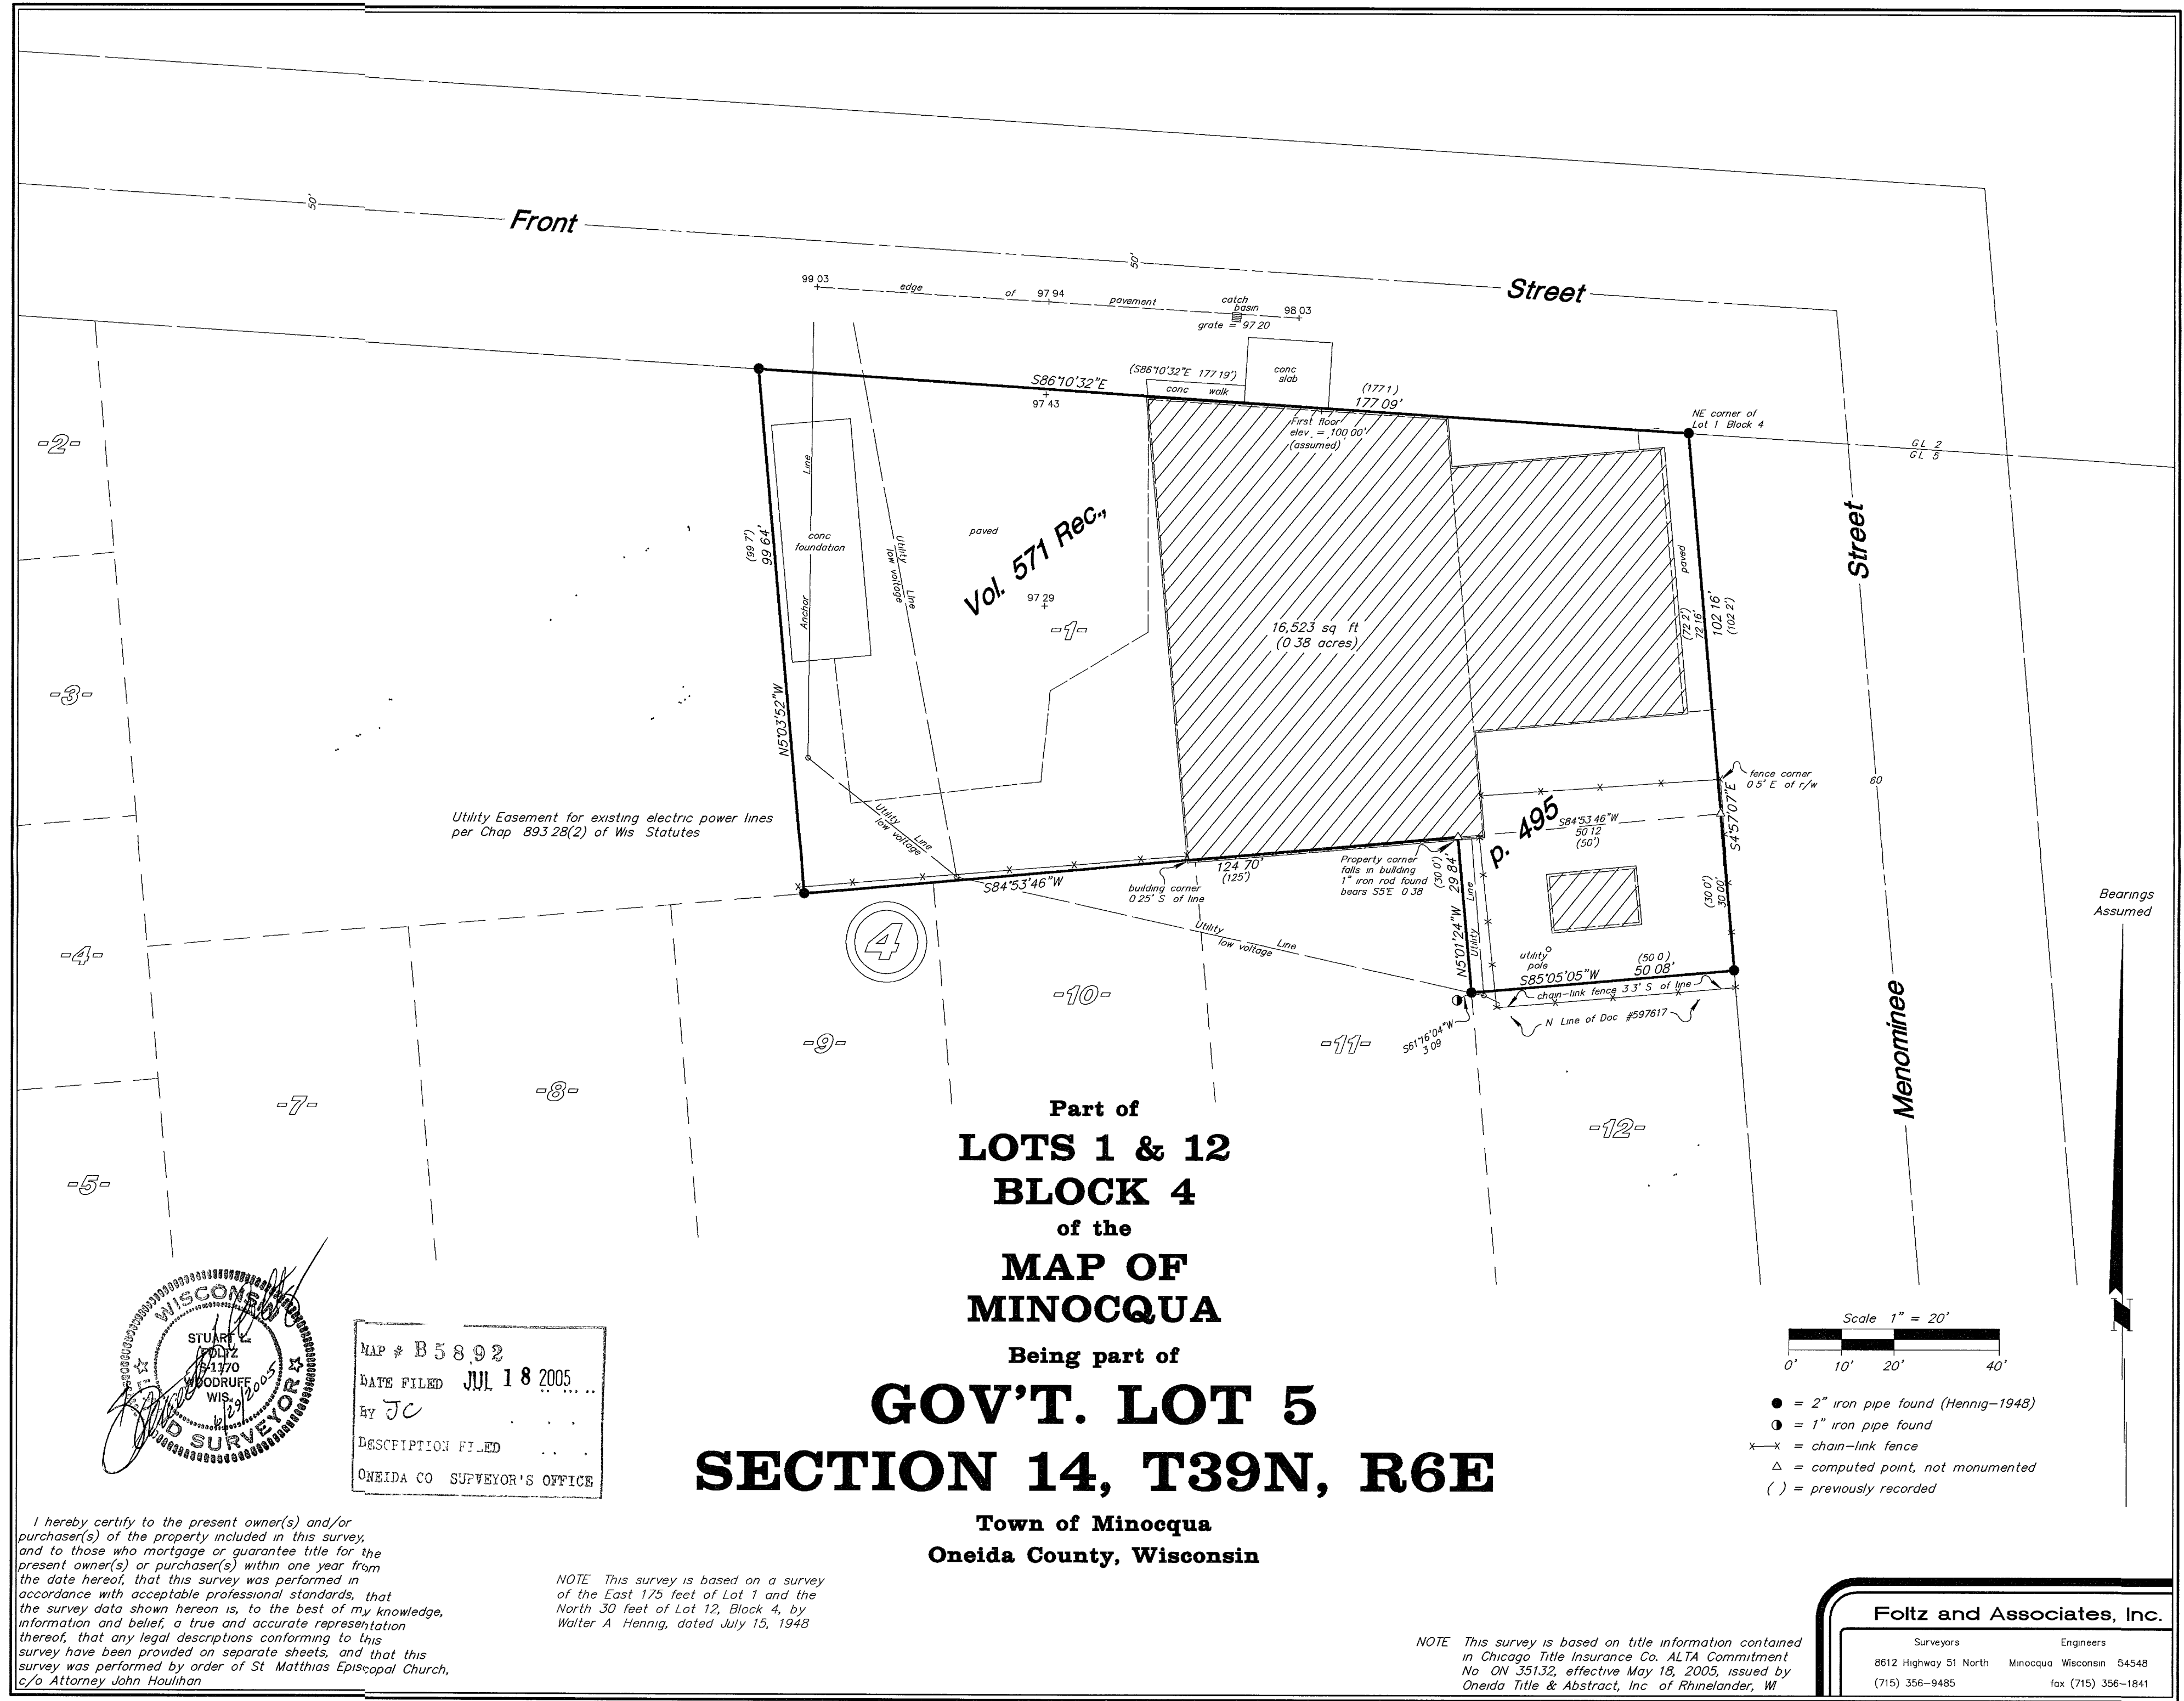 50'
Front
50'
Street
99 03
edge of pavement
97 94
catch
basin
98 03
grate = 97 20
S86°10'32"E
97 43
(S86°10'32"E 177 19')
conc walk
conc
slab
(177 1)
177 09'
First floor
elev = 100 00'
(assumed)
NE corner of
Lot 1 Block 4
GL 2
GL 5
-2-
(99 7')
99 64'
conc
foundation
Anchor Line
Utility Line
low voltage
paved
Vol. 571 Rec.,
97 29
-1-
16,523 sq ft
(0 38 acres)
paved
(72 2')
72 16'
102 16'
(102 2')
Street
-3-
N5°03'52"W
Utility Easement for existing electric power lines
per Chap 893 28(2) of Wis Statutes
Utility Line
low voltage
fence corner
0 5' E of r/w
60
p. 495
S84°53 46"W
50 12
(50')
S4°57'07"E
S84°53'46"W
124 70'
(125')
building corner
0 25' S of line
Property corner
falls in building
1" iron rod found
bears S5°E 0 38
(30 0')
29 84'
N5°01'24"W
Utility Line
(30 0')
30 00'
Bearings
Assumed
-4-
4
Utility Line
low voltage
utility
pole
(50 0)
S85°05'05"W 50 08'
chain-link fence 3 3' S of line
N Line of Doc #597617
S61°16'04"W
3 09
-10-
-9-
-11-
Menominee
-8-
-7-
-12-
-5-
Part of
LOTS 1 & 12
BLOCK 4
of the
MAP OF
MINOCQUA
Being part of
GOV'T. LOT 5
SECTION 14, T39N, R6E
Town of Minocqua
Oneida County, Wisconsin
WISCONSIN
STUART L.
FOLTZ
S-1170
WOODRUFF
WIS.
6/29/2005
D SURVEYOR
MAP # B5892
DATE FILED JUL 18 2005
BY JC
DESCRIPTION FILED
ONEIDA CO SURVEYOR'S OFFICE
Scale 1" = 20'
0' 10' 20' 40'
= 2" iron pipe found (Hennig-1948)
= 1" iron pipe found
x—x = chain-link fence
△ = computed point, not monumented
( ) = previously recorded
N
I hereby certify to the present owner(s) and/or
purchaser(s) of the property included in this survey,
and to those who mortgage or guarantee title for the
present owner(s) or purchaser(s) within one year from
the date hereof, that this survey was performed in
accordance with acceptable professional standards, that
the survey data shown hereon is, to the best of my knowledge,
information and belief, a true and accurate representation
thereof, that any legal descriptions conforming to this
survey have been provided on separate sheets, and that this
survey was performed by order of St Matthias Episcopal Church,
c/o Attorney John Houlihan
NOTE This survey is based on a survey
of the East 175 feet of Lot 1 and the
North 30 feet of Lot 12, Block 4, by
Walter A Hennig, dated July 15, 1948
NOTE This survey is based on title information contained
in Chicago Title Insurance Co. ALTA Commitment
No ON 35132, effective May 18, 2005, issued by
Oneida Title & Abstract, Inc of Rhinelander, WI
Foltz and Associates, Inc.
Surveyors Engineers
8612 Highway 51 North Minocqua Wisconsin 54548
(715) 356-9485 fax (715) 356-1841